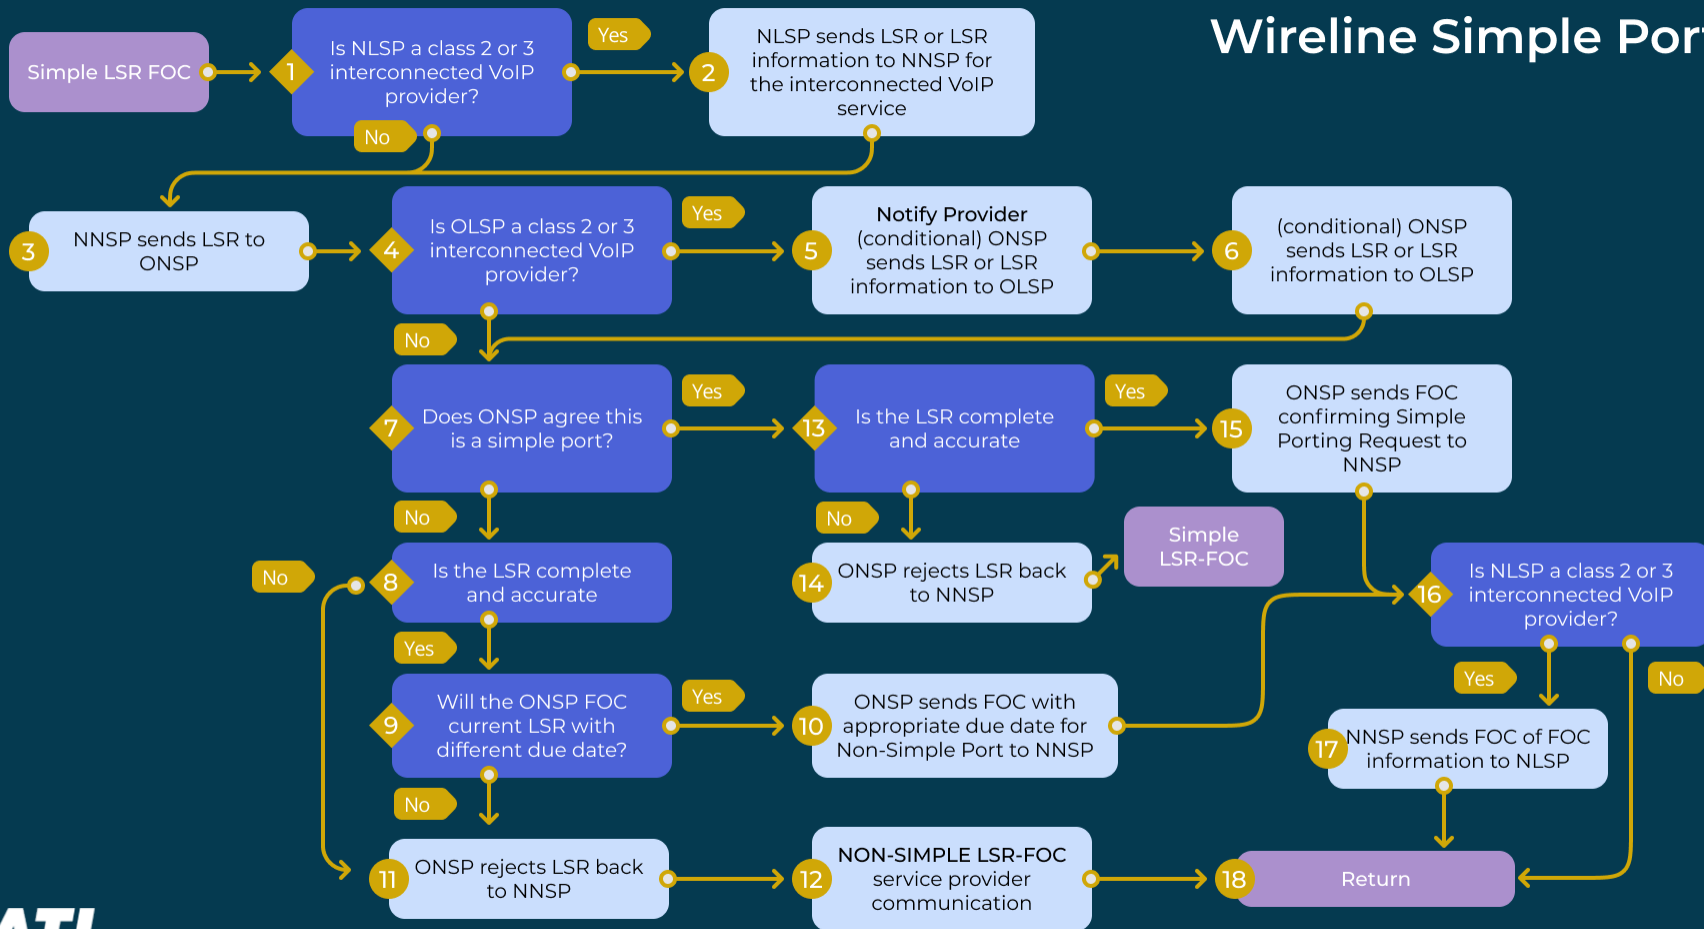 Wireline Simple Port
Simple LSR FOC
1
Is NLSP a class 2 or 3
interconnected VoIP
provider?
Yes
No
2
NLSP sends LSR or LSR
information to NNSP for
the interconnected VoIP
service
3
NNSP sends LSR to
ONSP
4
Is OLSP a class 2 or 3
interconnected VoIP
provider?
Yes
No
5
Notify Provider
(conditional) ONSP
sends LSR or LSR
information to OLSP
6
(conditional) ONSP
sends LSR or LSR
information to OLSP
7
Does ONSP agree this
is a simple port?
Yes
No
13
Is the LSR complete
and accurate
Yes
No
15
ONSP sends FOC
confirming Simple
Porting Request to
NNSP
8
Is the LSR complete
and accurate
No
Yes
14
ONSP rejects LSR back
to NNSP
Simple
LSR-FOC
16
Is NLSP a class 2 or 3
interconnected VoIP
provider?
Yes
No
9
Will the ONSP FOC
current LSR with
different due date?
Yes
No
10
ONSP sends FOC with
appropriate due date for
Non-Simple Port to NNSP
17
NNSP sends FOC of FOC
information to NLSP
11
ONSP rejects LSR back
to NNSP
12
NON-SIMPLE LSR-FOC
service provider
communication
18
Return